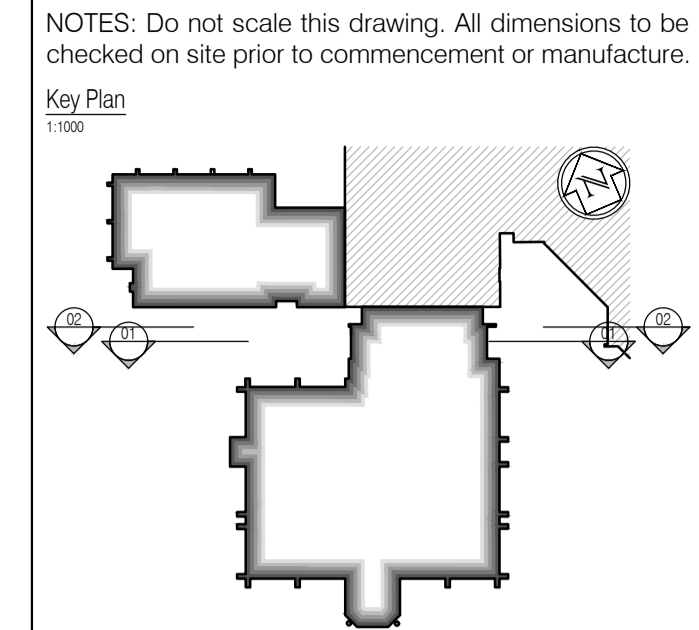 NOTES: Do not scale this drawing. All dimensions to be
checked on site prior to commencement or manufacture.
Key Plan
1:1000
N
02
01
01
02